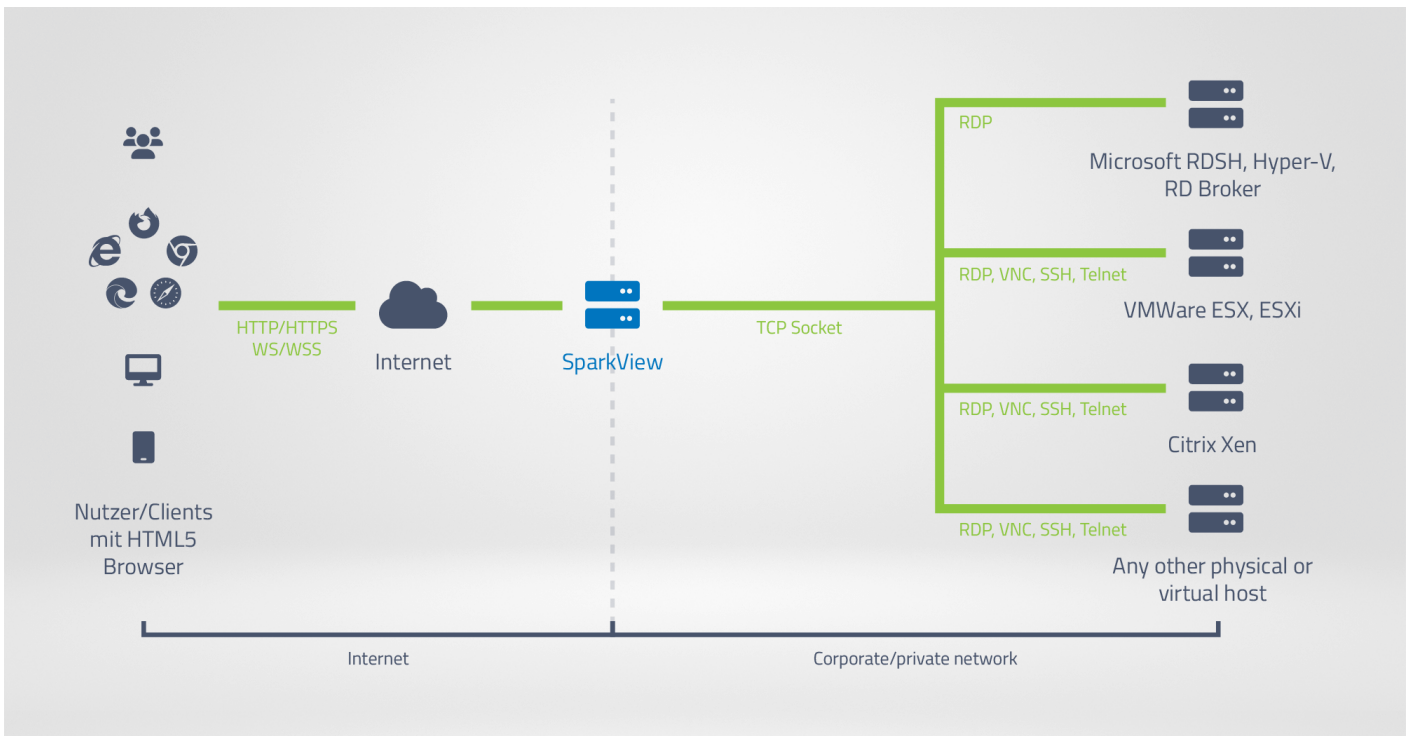 RDP
Microsoft RDSH, Hyper-V,
RD Broker
RDP, VNC, SSH, Telnet
VMWare ESX, ESXi
HTTP/HTTPS
WS/WSS
Internet
SparkView
TCP Socket
RDP, VNC, SSH, Telnet
Citrix Xen
Nutzer/Clients
mit HTML5
Browser
RDP, VNC, SSH, Telnet
Any other physical or
virtual host
Internet
Corporate/private network